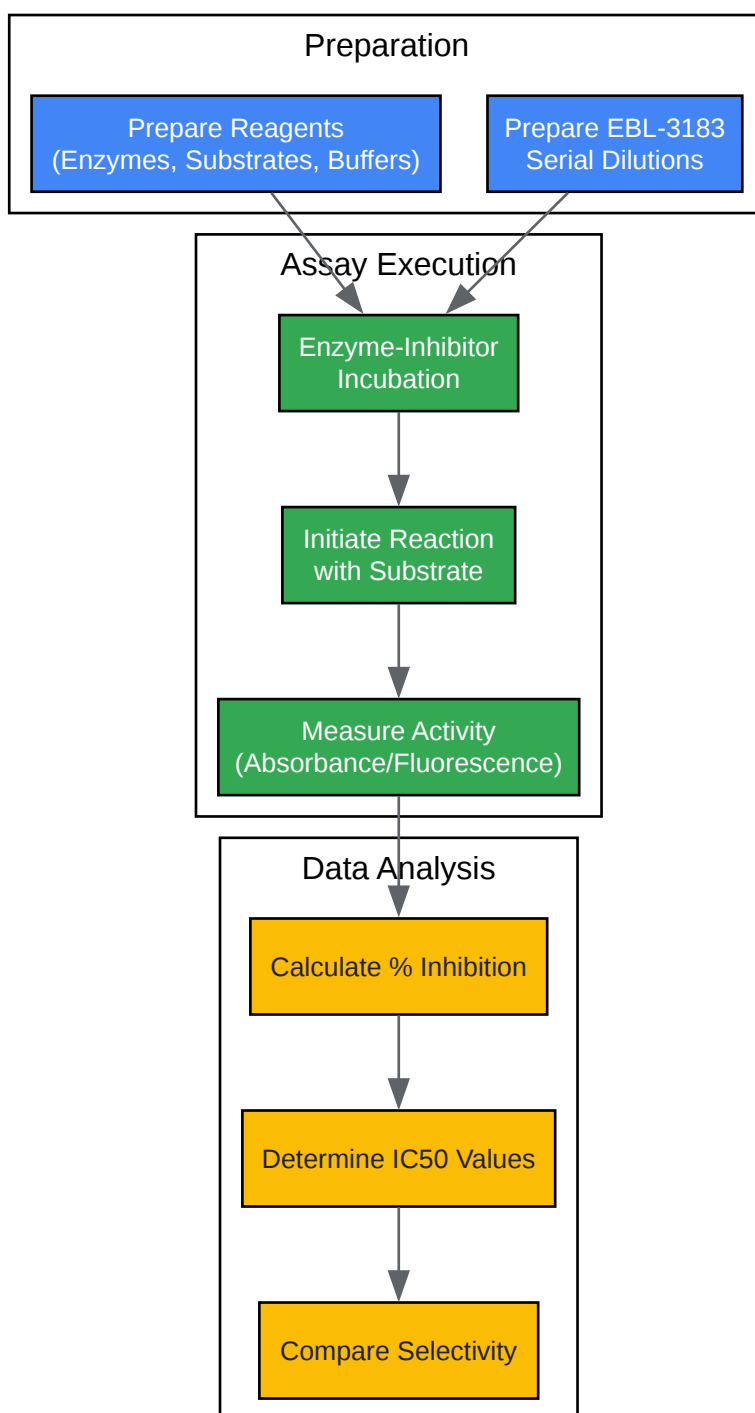 Preparation
Prepare Reagents
(Enzymes, Substrates, Buffers)
Prepare EBL-3183
Serial Dilutions
Assay Execution
Enzyme-Inhibitor
Incubation
Initiate Reaction
with Substrate
Measure Activity
(Absorbance/Fluorescence)
Data Analysis
Calculate % Inhibition
Determine IC50 Values
Compare Selectivity